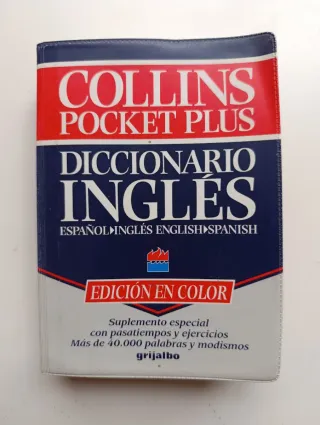 COLLINS
POCKET PLUS
DICCIONARIO
INGLÉS
ESPAÑOL▸INGLÉS ENGLISH▸SPANISH
EDICIÓN EN COLOR
Suplemento especial
con pasatiempos y ejercicios
Más de 40.000 palabras y modismos
grijalbo